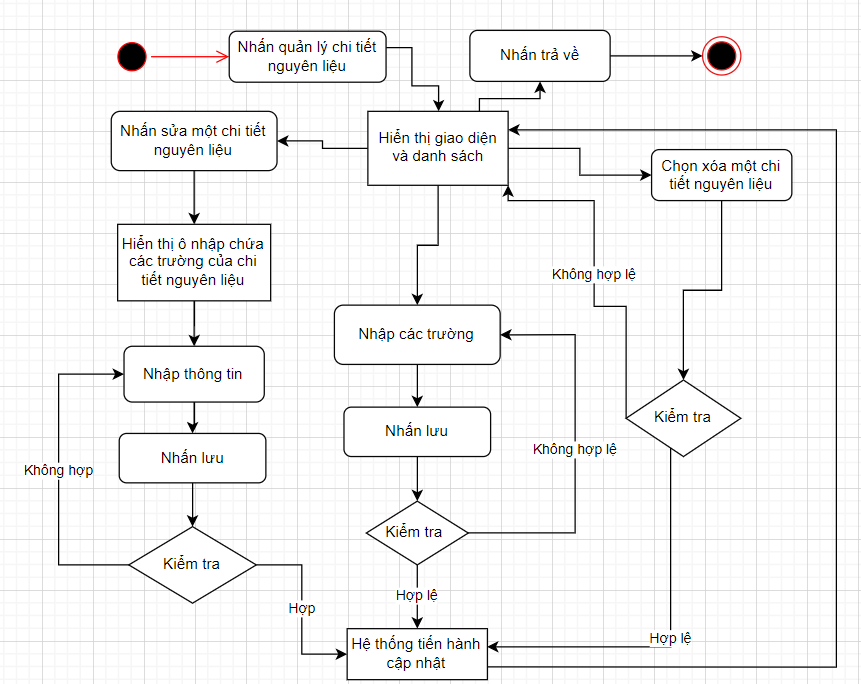 Nhấn quản lý chi tiết
nguyên liệu
Nhấn trả về
Nhấn sửa một chi tiết
nguyên liệu
Hiển thị giao diện
và danh sách
Chọn xóa một chi
tiết nguyên liệu
Hiển thị ô nhập chứa
các trường của chi
tiết nguyên liệu
Không hợp lệ
Nhập các trường
Nhập thông tin
Kiểm tra
Nhấn lưu
Nhấn lưu
Không hợp lệ
Không hợp
Kiểm tra
Kiểm tra
Hợp lệ
Hợp
Hợp lệ
Hệ thống tiến hành
cập nhật